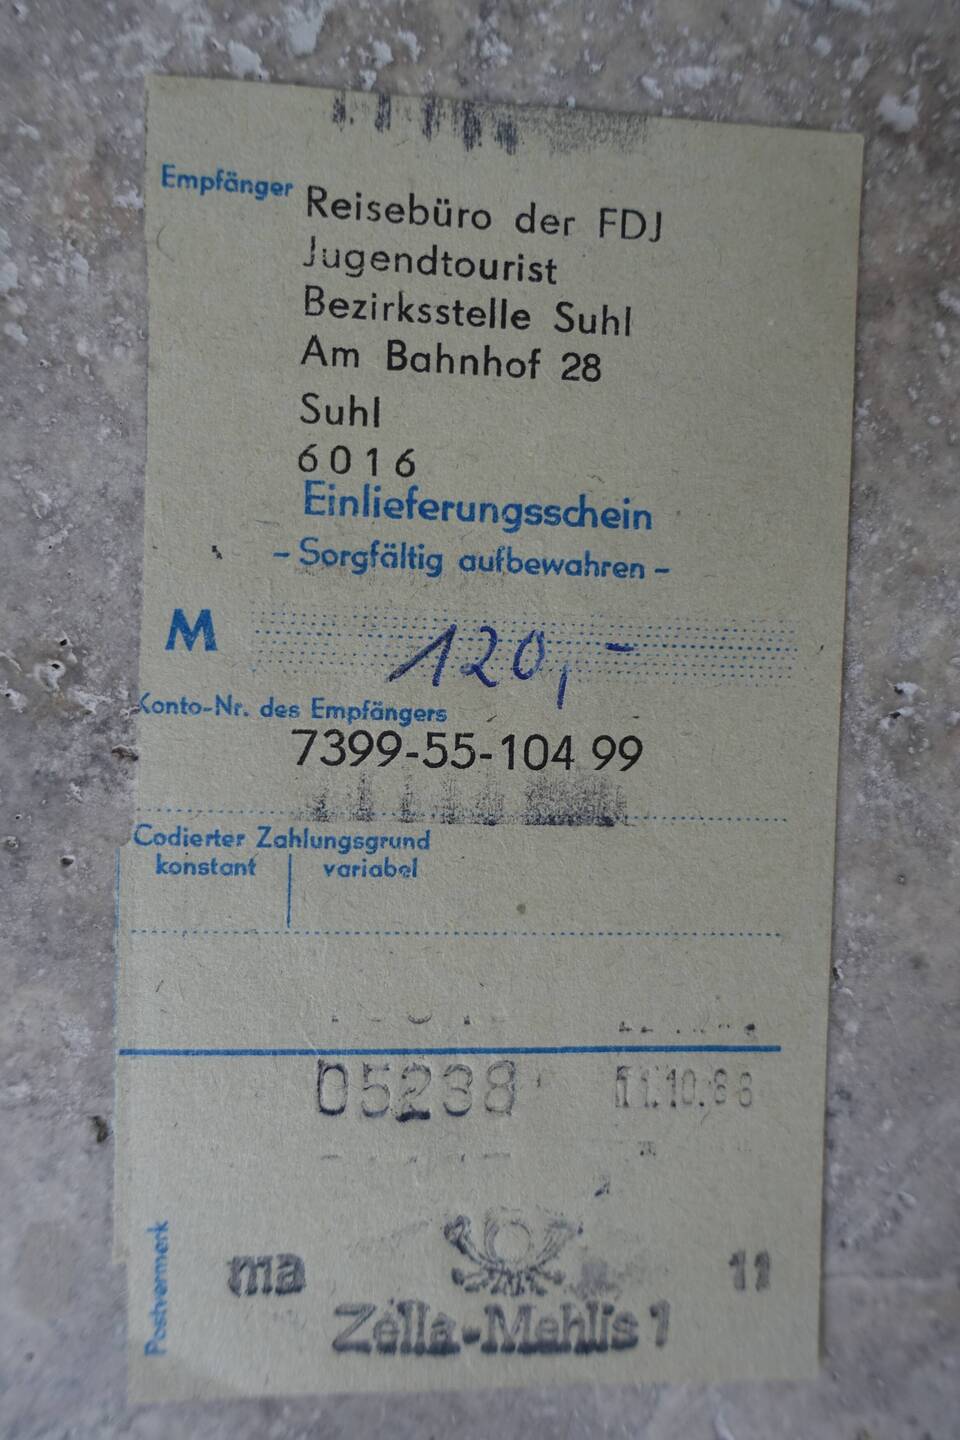 Empfänger Reisebüro der FDJ
Jugendtourist
Bezirksstelle Suhl
Am Bahnhof 28
Suhl
6016
Einlieferungsschein
– Sorgfältig aufbewahren –
M 120,-
Konto-Nr. des Empfängers
7399-55-104 99
Codierter Zahlungsgrund
konstant variabel
05238 11.10.88
Postvermerk
ma 11
Zella-Mehlis 1